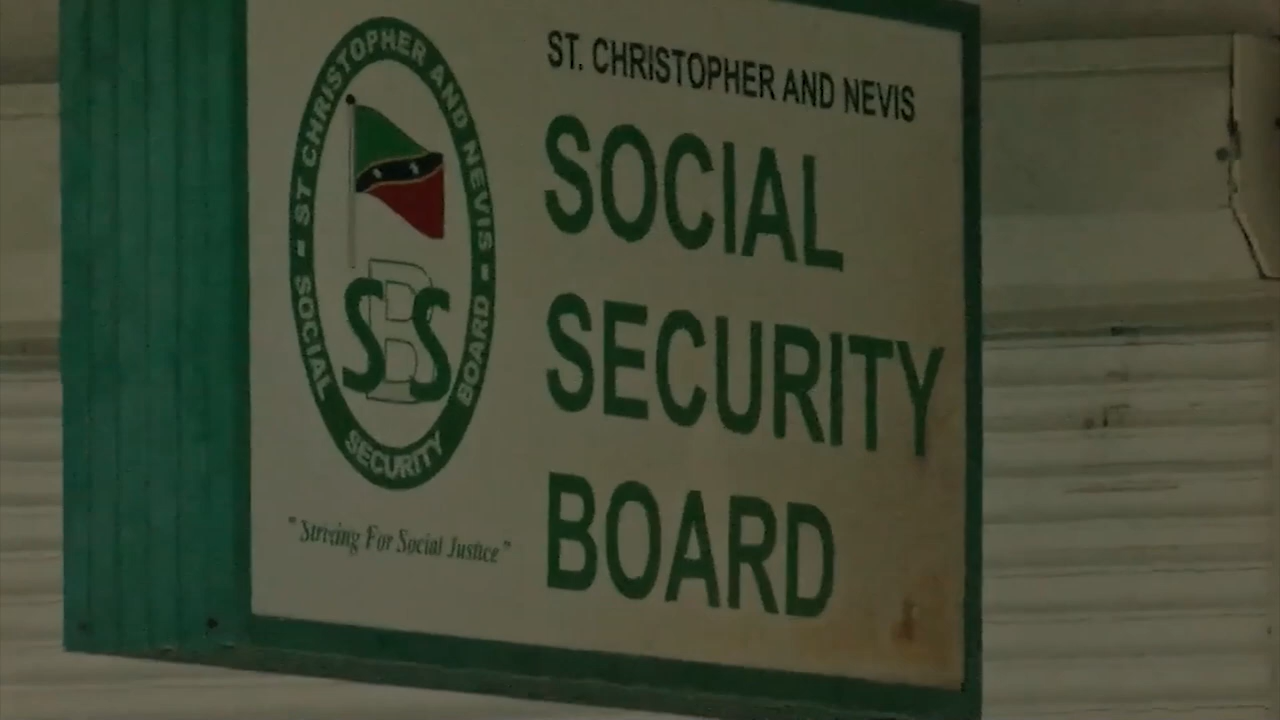 ST CHRISTOPHER AND NEVIS
- SOCIAL SECURITY BOARD -
SBS
"Striving For Social Justice"
ST. CHRISTOPHER AND NEVIS
SOCIAL
SECURITY
BOARD